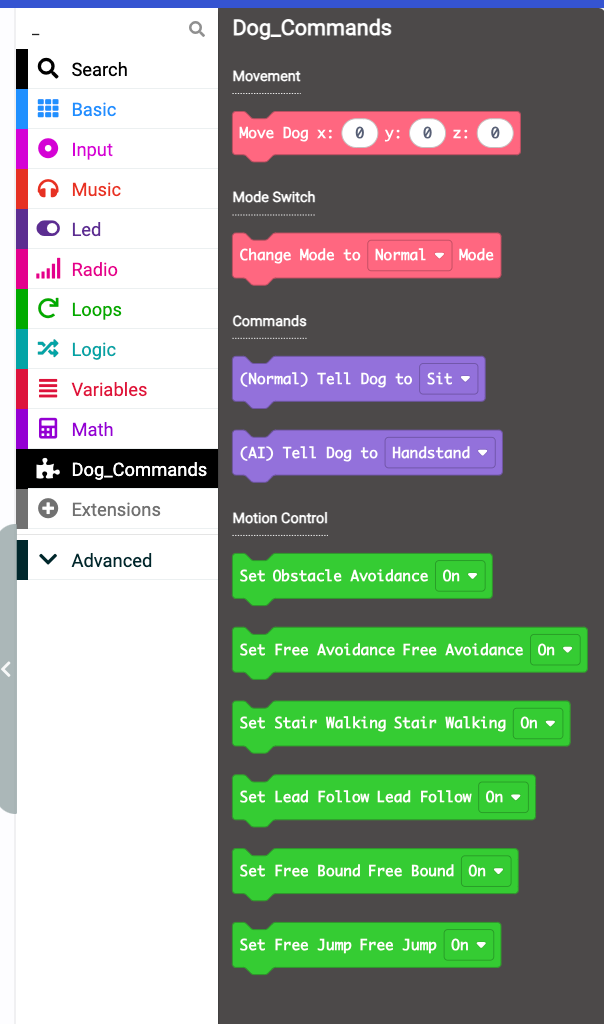 Search
Basic
Input
Music
Led
Radio
Loops
Logic
Variables
Math
Dog_Commands
Extensions
Advanced
Dog_Commands
Movement
Move Dog x: 0 y: 0 z: 0
Mode Switch
Change Mode to Normal Mode
Commands
(Normal) Tell Dog to Sit
(AI) Tell Dog to Handstand
Motion Control
Set Obstacle Avoidance On
Set Free Avoidance Free Avoidance On
Set Stair Walking Stair Walking On
Set Lead Follow Lead Follow On
Set Free Bound Free Bound On
Set Free Jump Free Jump On